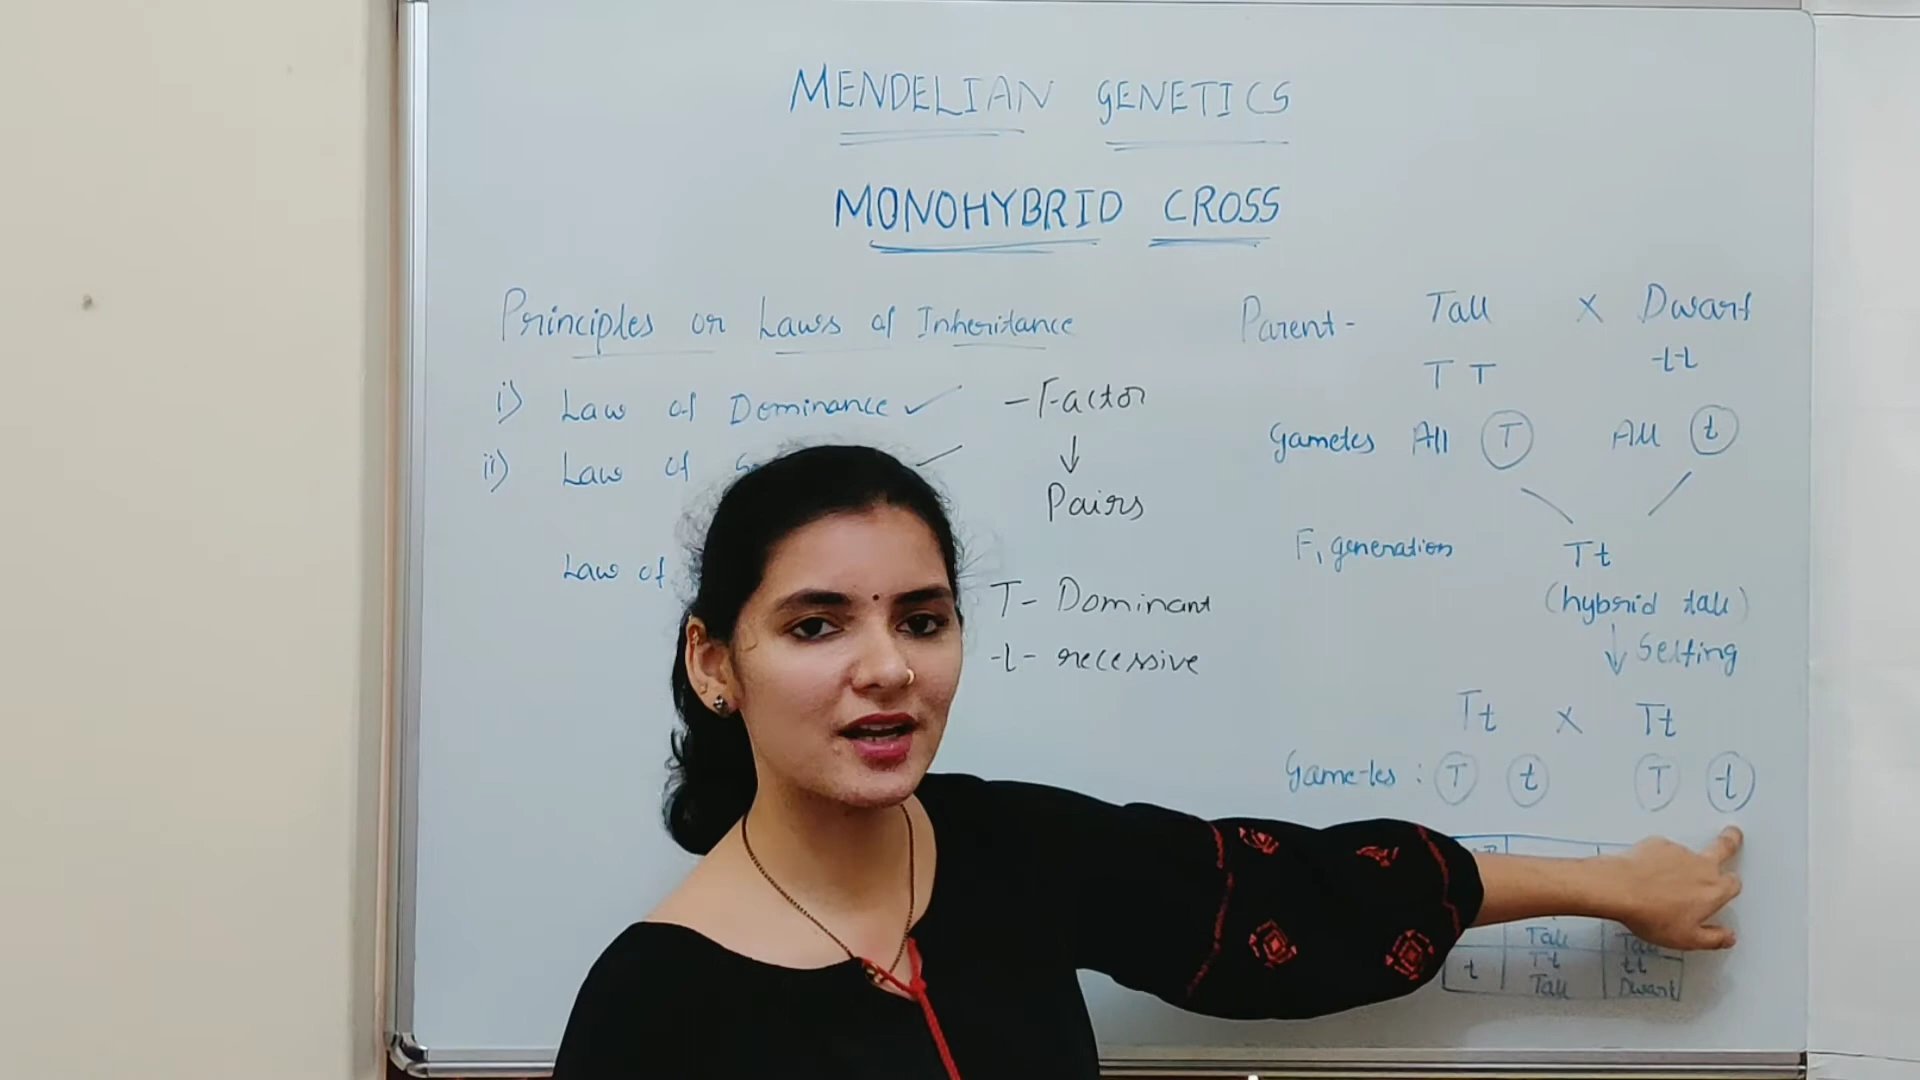 MENDELIAN GENETICS
MONOHYBRID CROSS
Principles or Laws of Inheritance
i) Law of Dominance ✓
ii) Law of
Law of
- Factor
↓
Pairs
T - Dominant
t - recessive
Parent - Tall X Dwarf
T T tt
Gametes All T All t
F1 generation Tt
(hybrid tall)
↓ Selfing
Tt X Tt
Gametes : T t T t
Tall Tall
t Tt tt
Tall Dwarf